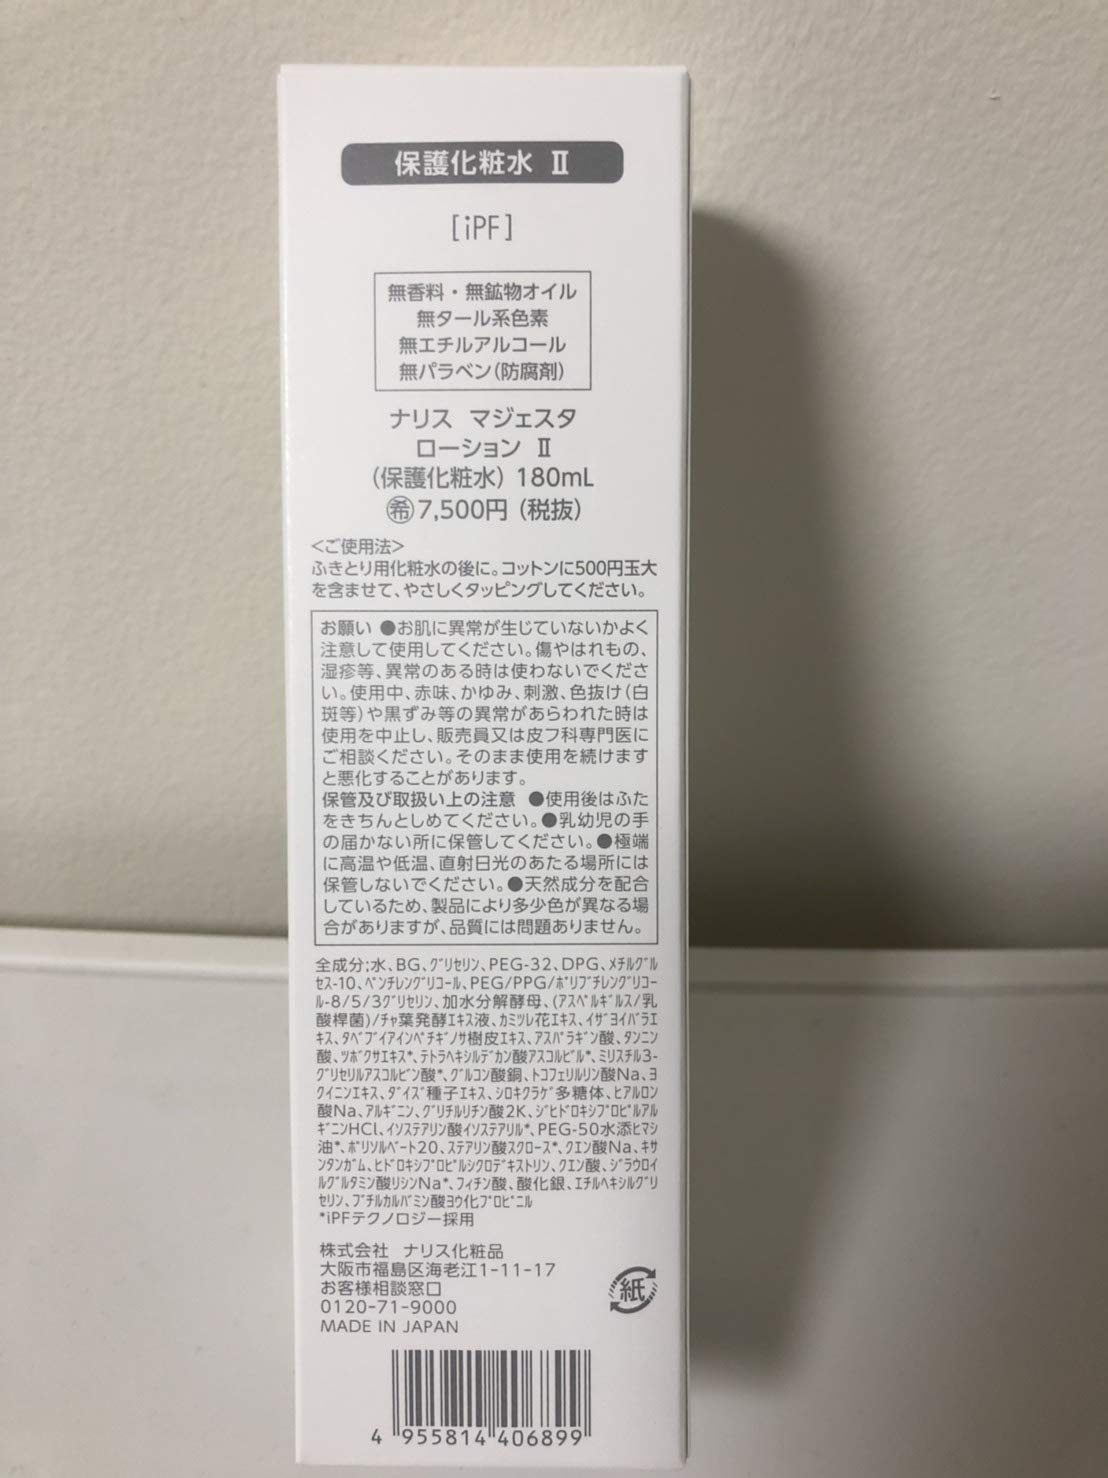 保護化粧水 Ⅱ
[iPF]
無香料・無鉱物オイル
無タール系色素
無エチルアルコール
無パラベン(防腐剤)
ナリス マジェスタ
ローション Ⅱ
(保護化粧水) 180mL
㊑7,500円 (税抜)
<ご使用法>
ふきとり用化粧水の後に。コットンに500円玉大
を含ませて、やさしくタッピングしてください。
お願い ●お肌に異常が生じていないかよく
注意して使用してください。傷やはれもの、
湿疹等、異常のある時は使わないでくださ
い。使用中、赤味、かゆみ、刺激、色抜け(白
斑等)や黒ずみ等の異常があらわれた時は
使用を中止し、販売員又は皮フ科専門医に
ご相談ください。そのまま使用を続けます
と悪化することがあります。
保管及び取扱い上の注意 ●使用後はふた
をきちんとしめてください。●乳幼児の手
の届かない所に保管してください。●極端
に高温や低温、直射日光のあたる場所には
保管しないでください。●天然成分を配合
しているため、製品により多少色が異なる場
合がありますが、品質には問題ありません。
全成分:水、BG、グリセリン、PEG-32、DPG、メチルグル
セス-10、ペンチレングリコール、PEG/PPG/ポリブチレングリコ
ール-8/5/3グリセリン、加水分解酵母、(アスペルギルス/乳
酸桿菌)/チャ葉発酵エキス液、カミツレ花エキス、イザヨイバラエ
キス、タベブイアインペチギノサ樹皮エキス、アスパラギン酸、タンニン
酸、ツボクサエキス*、テトラヘキシルデカン酸アスコルビル*、ミリスチル3-
グリセリルアスコルビン酸*、グルコン酸銅、トコフェリルリン酸Na、ヨ
クイニンエキス、ダイズ種子エキス、シロキクラゲ多糖体、ヒアルロン
酸Na、アルギニン、グリチルリチン酸2K、ジヒドロキシプロピルアル
ギニンHCl、イソステアリン酸イソステアリル*、PEG-50水添ヒマシ
油*、ポリソルベート20、ステアリン酸スクロース*、クエン酸Na、キサ
ンタンガム、ヒドロキシプロピルシクロデキストリン、クエン酸、ジラウロイ
ルグルタミン酸リシンNa*、フィチン酸、酸化銀、エチルヘキシルグリ
セリン、ブチルカルバミン酸ヨウ化プロピニル
*iPFテクノロジー採用
株式会社 ナリス化粧品
大阪市福島区海老江1-11-17
お客様相談窓口
0120-71-9000
MADE IN JAPAN
紙
4 955814 406899